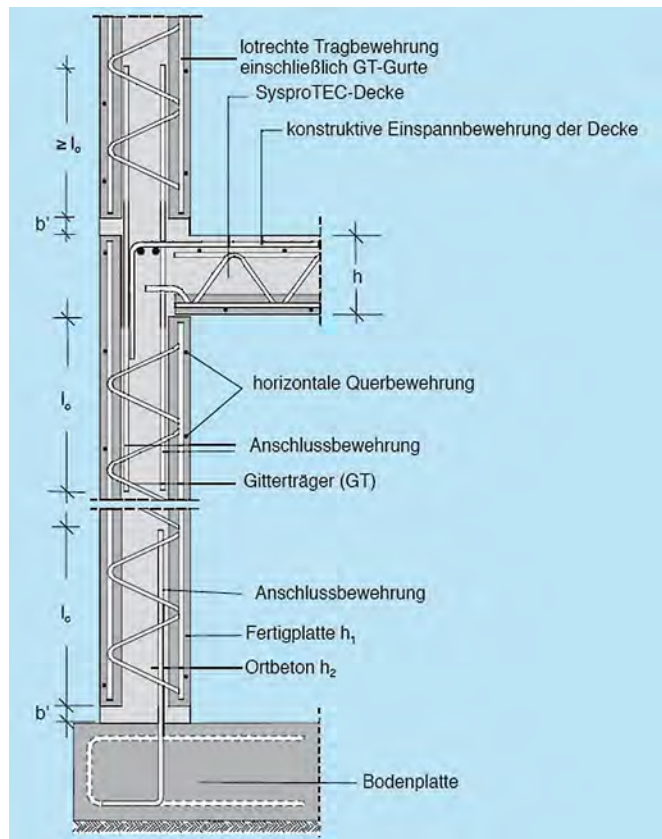 lotrechte Tragbewehrung
einschließlich GT-Gurte
SysproTEC-Decke
konstruktive Einspannbewehrung der Decke
≥ l₀
b'
h
horizontale Querbewehrung
l₀
Anschlussbewehrung
Gitterträger (GT)
Anschlussbewehrung
l₀
Fertigplatte h₁
Ortbeton h₂
b'
Bodenplatte